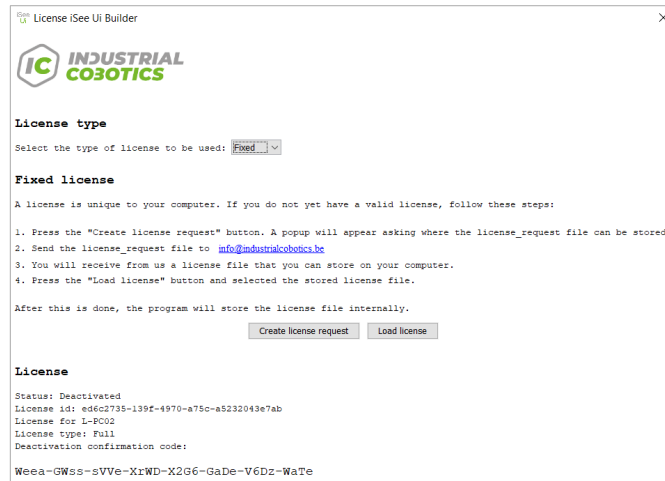 iSee
Ui
License iSee Ui Builder
IC INDUSTRIAL
COBOTICS
License type
Select the type of license to be used: Fixed
Fixed license
A license is unique to your computer. If you do not yet have a valid license, follow these steps:
1. Press the "Create license request" button. A popup will appear asking where the license_request file can be stored
2. Send the license_request file to info@industrialcobotics.be
3. You will receive from us a license file that you can store on your computer.
4. Press the "Load license" button and selected the stored license file.
After this is done, the program will store the license file internally.
Create license request Load license
License
Status: Deactivated
License id: ed6c2735-139f-4970-a75c-a5232043e7ab
License for L-PC02
License type: Full
Deactivation confirmation code:
Weea-GWss-sVVe-XrWD-X2G6-GaDe-V6Dz-WaTe